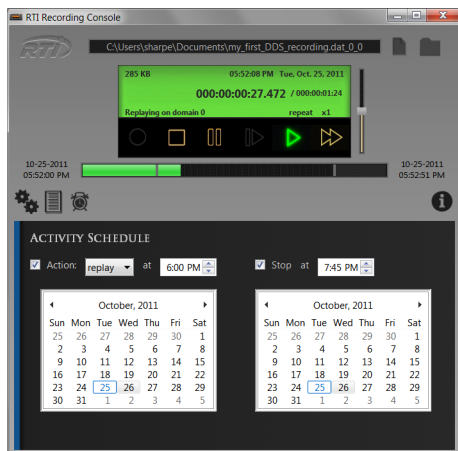 RTI Recording Console
RTI
C:\Users\sharpe\Documents\my_first_DDS_recording.dat_0_0
285 KB 05:52:08 PM Tue, Oct. 25, 2011
000:00:00:27.472 / 000:00:01:24
Replaying on domain 0 repeat x1
10-25-2011
05:52:00 PM
10-25-2011
05:52:51 PM
ACTIVITY SCHEDULE
Action: replay at 6:00 PM
Stop at 7:45 PM
October, 2011
Sun Mon Tue Wed Thu Fri Sat
25 26 27 28 29 30 1
2 3 4 5 6 7 8
9 10 11 12 13 14 15
16 17 18 19 20 21 22
23 24 25 26 27 28 29
30 31 1 2 3 4 5
October, 2011
Sun Mon Tue Wed Thu Fri Sat
25 26 27 28 29 30 1
2 3 4 5 6 7 8
9 10 11 12 13 14 15
16 17 18 19 20 21 22
23 24 25 26 27 28 29
30 31 1 2 3 4 5